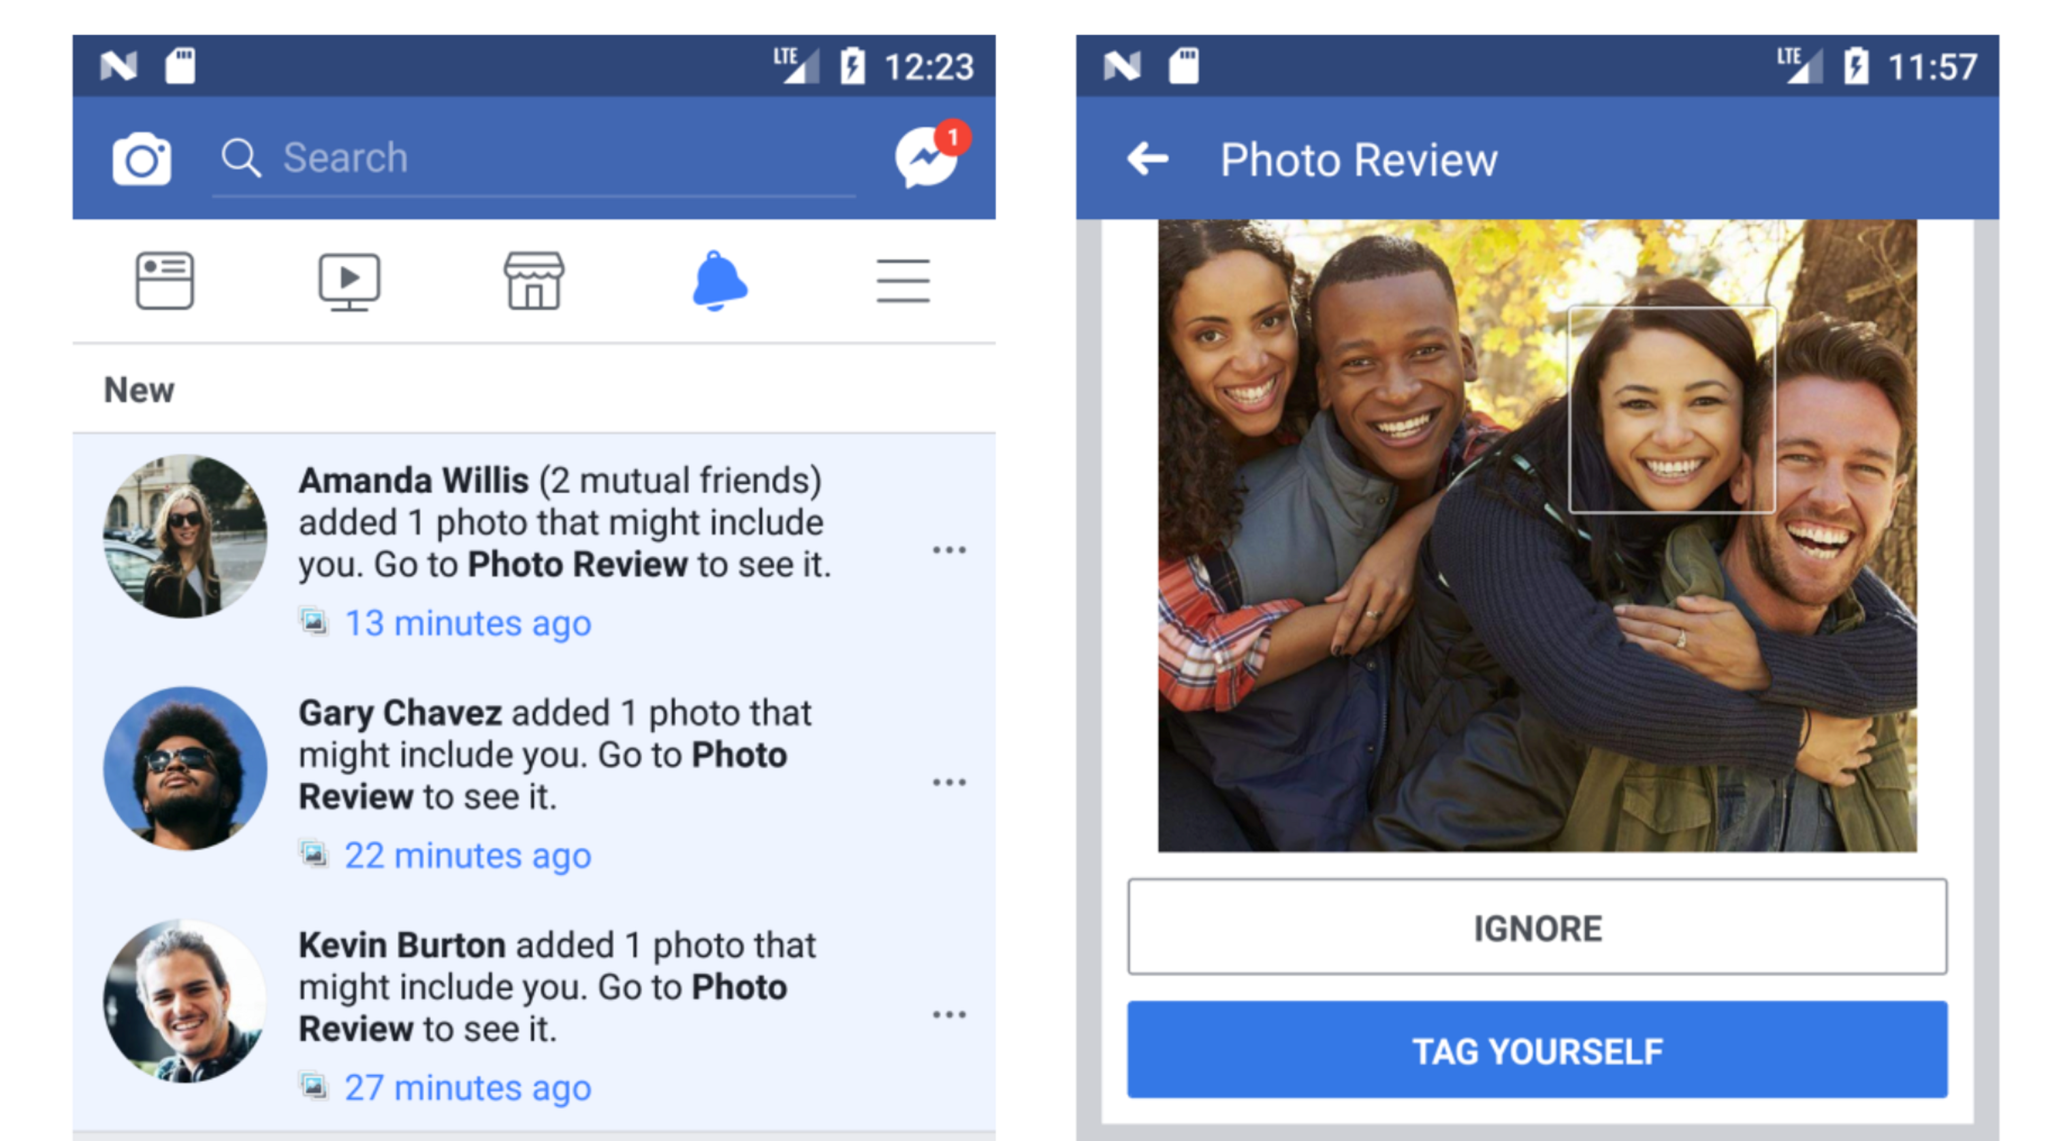 LTE 12:23
Search
1
New
Amanda Willis (2 mutual friends)
added 1 photo that might include
you. Go to Photo Review to see it.
13 minutes ago
Gary Chavez added 1 photo that
might include you. Go to Photo
Review to see it.
22 minutes ago
Kevin Burton added 1 photo that
might include you. Go to Photo
Review to see it.
27 minutes ago
LTE 11:57
Photo Review
IGNORE
TAG YOURSELF